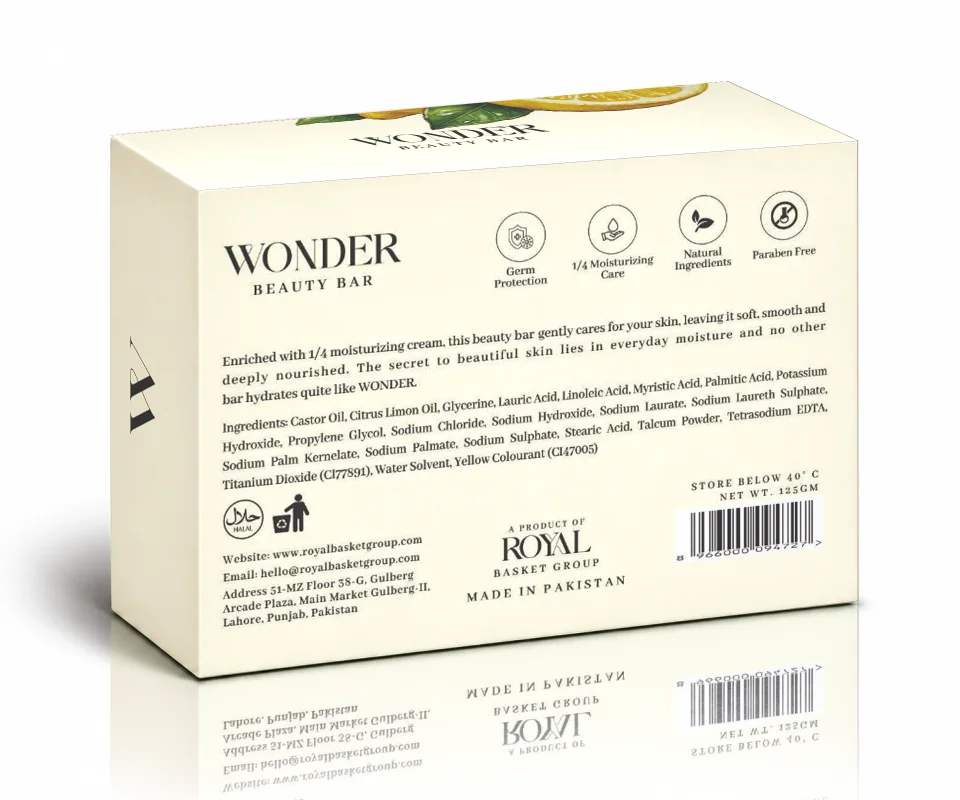 WONDER
BEAUTY BAR
W
WONDER
BEAUTY BAR
Germ
Protection
1/4 Moisturizing
Care
Natural
Ingredients
Paraben Free
Enriched with 1/4 moisturizing cream, this beauty bar gently cares for your skin, leaving it soft, smooth and
deeply nourished. The secret to beautiful skin lies in everyday moisture and no other
bar hydrates quite like WONDER.
Ingredients: Castor Oil, Citrus Limon Oil, Glycerine, Lauric Acid, Linoleic Acid, Myristic Acid, Palmitic Acid, Potassium
Hydroxide, Propylene Glycol, Sodium Chloride, Sodium Hydroxide, Sodium Laurate, Sodium Laureth Sulphate,
Sodium Palm Kernelate, Sodium Palmate, Sodium Sulphate, Stearic Acid, Talcum Powder, Tetrasodium EDTA,
Titanium Dioxide (CI77891), Water Solvent, Yellow Colourant (CI47005)
حلال
HALAL
Website: www.royalbasketgroup.com
Email: hello@royalbasketgroup.com
Address 51-MZ Floor 38-G, Gulberg
Arcade Plaza, Main Market Gulberg-II,
Lahore, Punjab, Pakistan
A PRODUCT OF
ROYAL
BASKET GROUP
MADE IN PAKISTAN
STORE BELOW 40° C
NET WT. 125GM
8 966000 094727 >